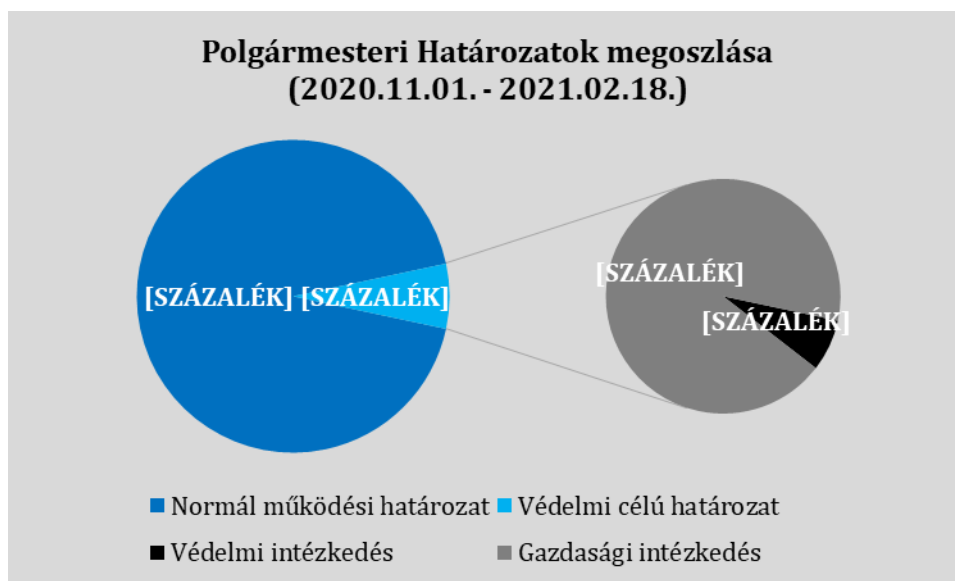 Polgármesteri Határozatok megoszlása
(2020.11.01. - 2021.02.18.)
[SZÁZALÉK] [SZÁZALÉK]
[SZÁZALÉK]
[SZÁZALÉK]
Normál működési határozat Védelmi célú határozat
Védelmi intézkedés Gazdasági intézkedés